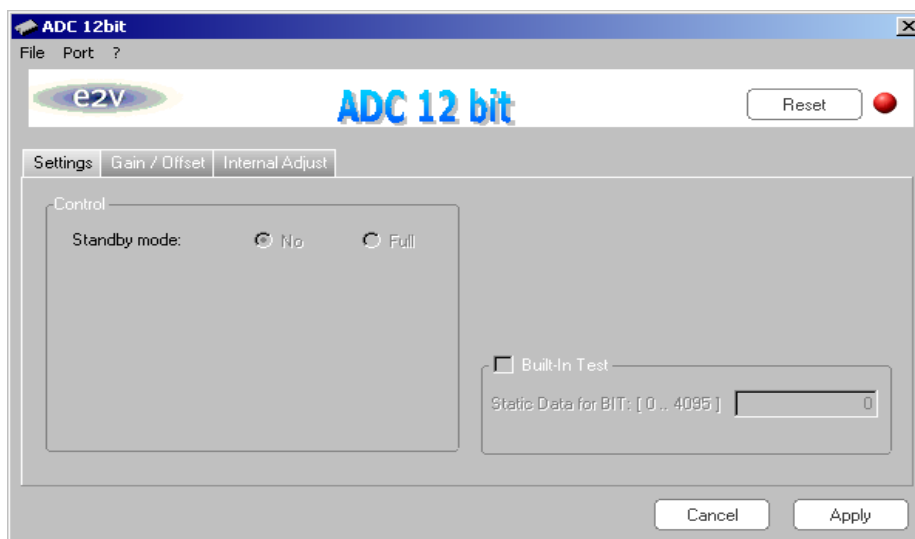 ADC 12bit
File Port ?
e2v
ADC 12 bit
Reset
Settings Gain / Offset Internal Adjust
Control
Standby mode: No Full
Built-In Test
Static Data for BIT: [ 0 .. 4095 ] 0
Cancel Apply